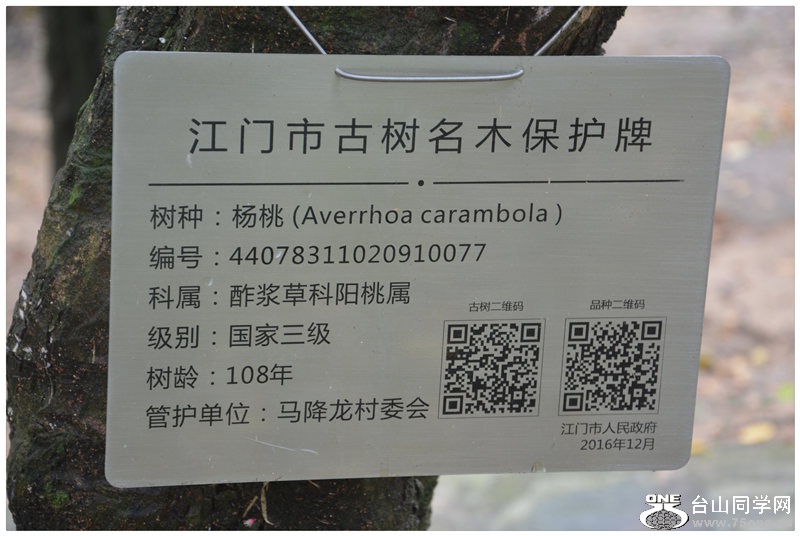 江门市古树名木保护牌
树种：杨桃 (Averrhoa carambola )
编号：44078311020910077
科属：酢浆草科阳桃属
级别：国家三级
树龄：108年
管护单位：马降龙村委会
古树二维码
品种二维码
江门市人民政府
2016年12月
ONE
台山同学网